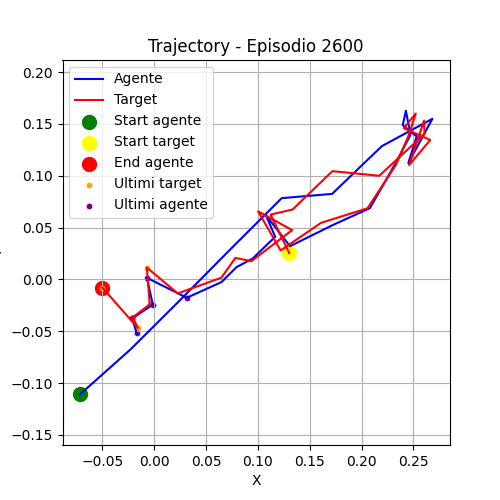 Trajectory - Episodio 2600
Agente
Target
Start agente
Start target
End agente
Ultimi target
Ultimi agente
0.20
0.15
0.10
0.05
0.00
−0.05
−0.10
−0.15
−0.05
0.00
0.05
0.10
0.15
0.20
0.25
X